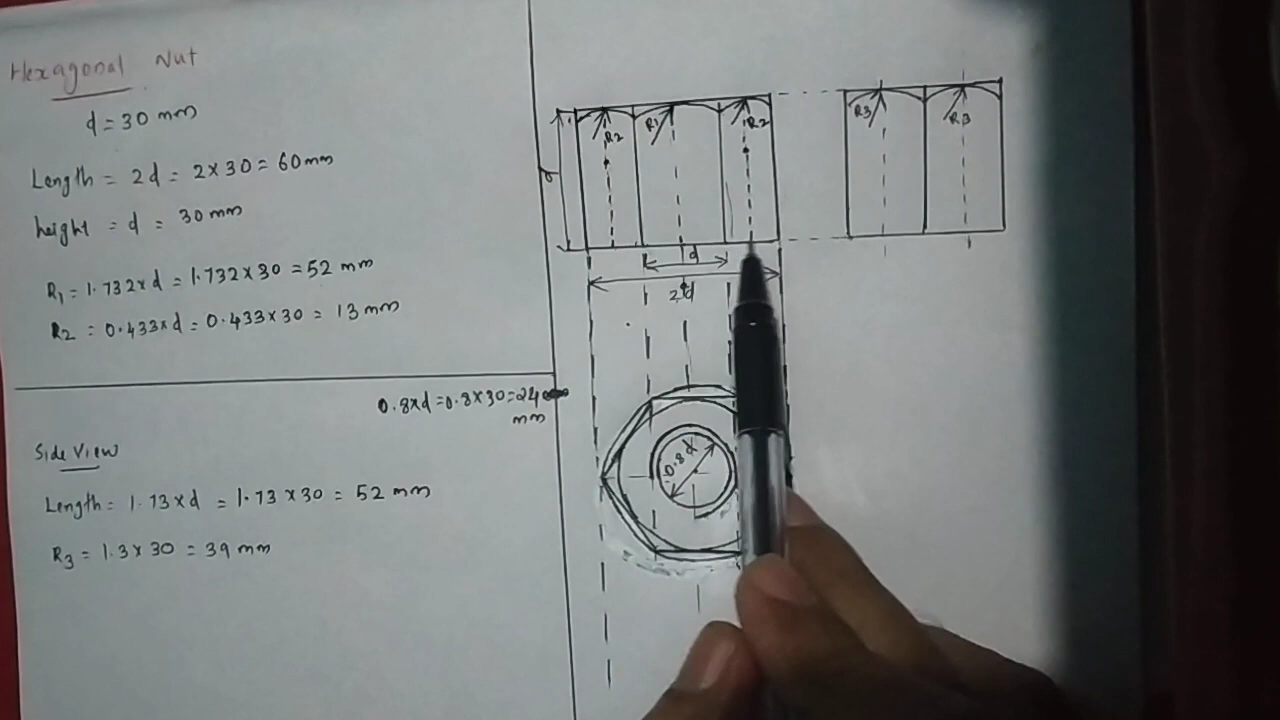 Hexagonal Nut
d = 30 mm
Length = 2d = 2×30 = 60mm
height = d = 30 mm
R1 = 1.732×d = 1.732×30 = 52 mm
R2 = 0.433×d = 0.433×30 = 13 mm
0.8×d=0.8×30=24
mm
Side View
Length = 1.73×d = 1.73×30 = 52 mm
R3 = 1.3×30 = 39 mm
R2 R1 R2
R3 R3
d
d
2d
0.8d